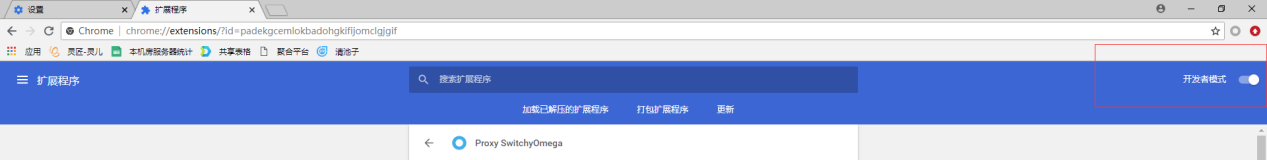 设置 扩展程序
Chrome | chrome://extensions/?id=padekgcemlokbadohgklfijjomclgjgif
应用 灵匠-灵儿 本机房服务器统计 共享表格 聚合平台 清池子
扩展程序 搜索扩展程序 开发者模式
加载已解压的扩展程序 打包扩展程序 更新
Proxy SwitchyOmega